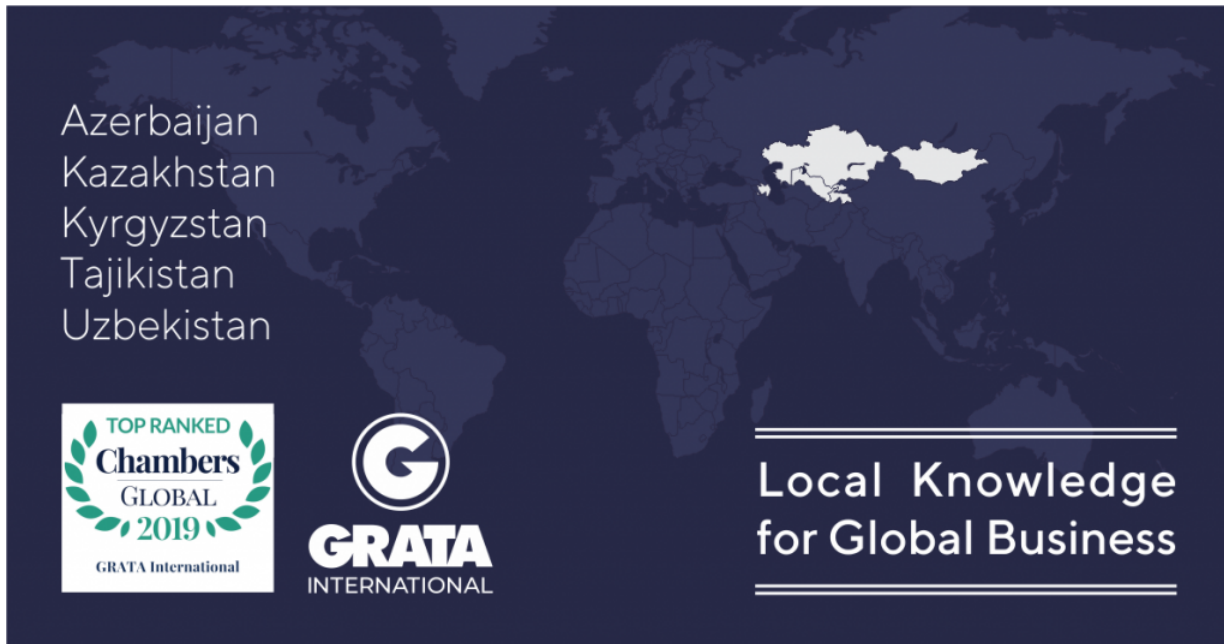 Azerbaijan
Kazakhstan
Kyrgyzstan
Tajikistan
Uzbekistan
TOP RANKED
Chambers
GLOBAL
2019
GRATA International
G
GRATA
INTERNATIONAL
Local Knowledge
for Global Business